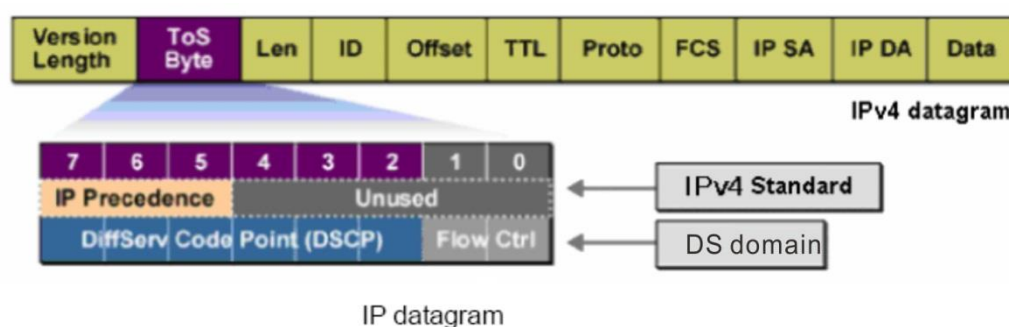 Version Length ToS Byte Len ID Offset TTL Proto FCS IP SA IP DA Data
IPv4 datagram
7 6 5 4 3 2 1 0
IP Precedence Unused
IPv4 Standard
DiffServ Code Point (DSCP) Flow Ctrl
DS domain
IP datagram